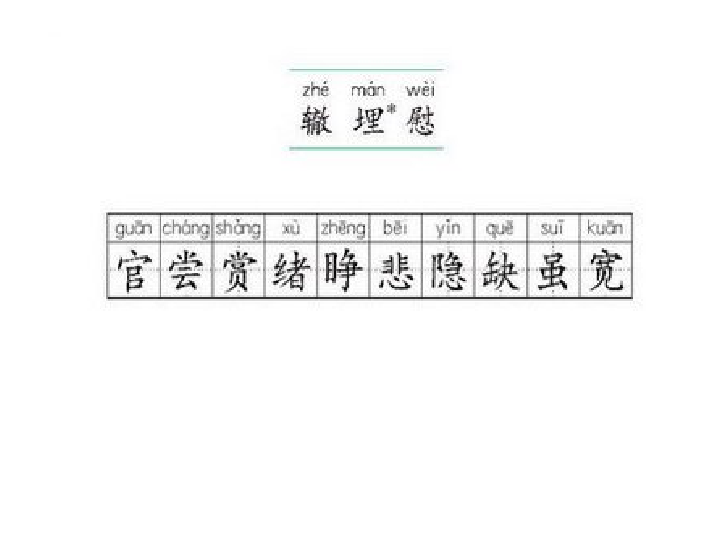 zhé mán wèi
辙 埋* 慰
guān cháng shǎng xù zhēng bēi yǐn quē suī kuān
官 尝 赏 绪 睁 悲 隐 缺 虽 宽